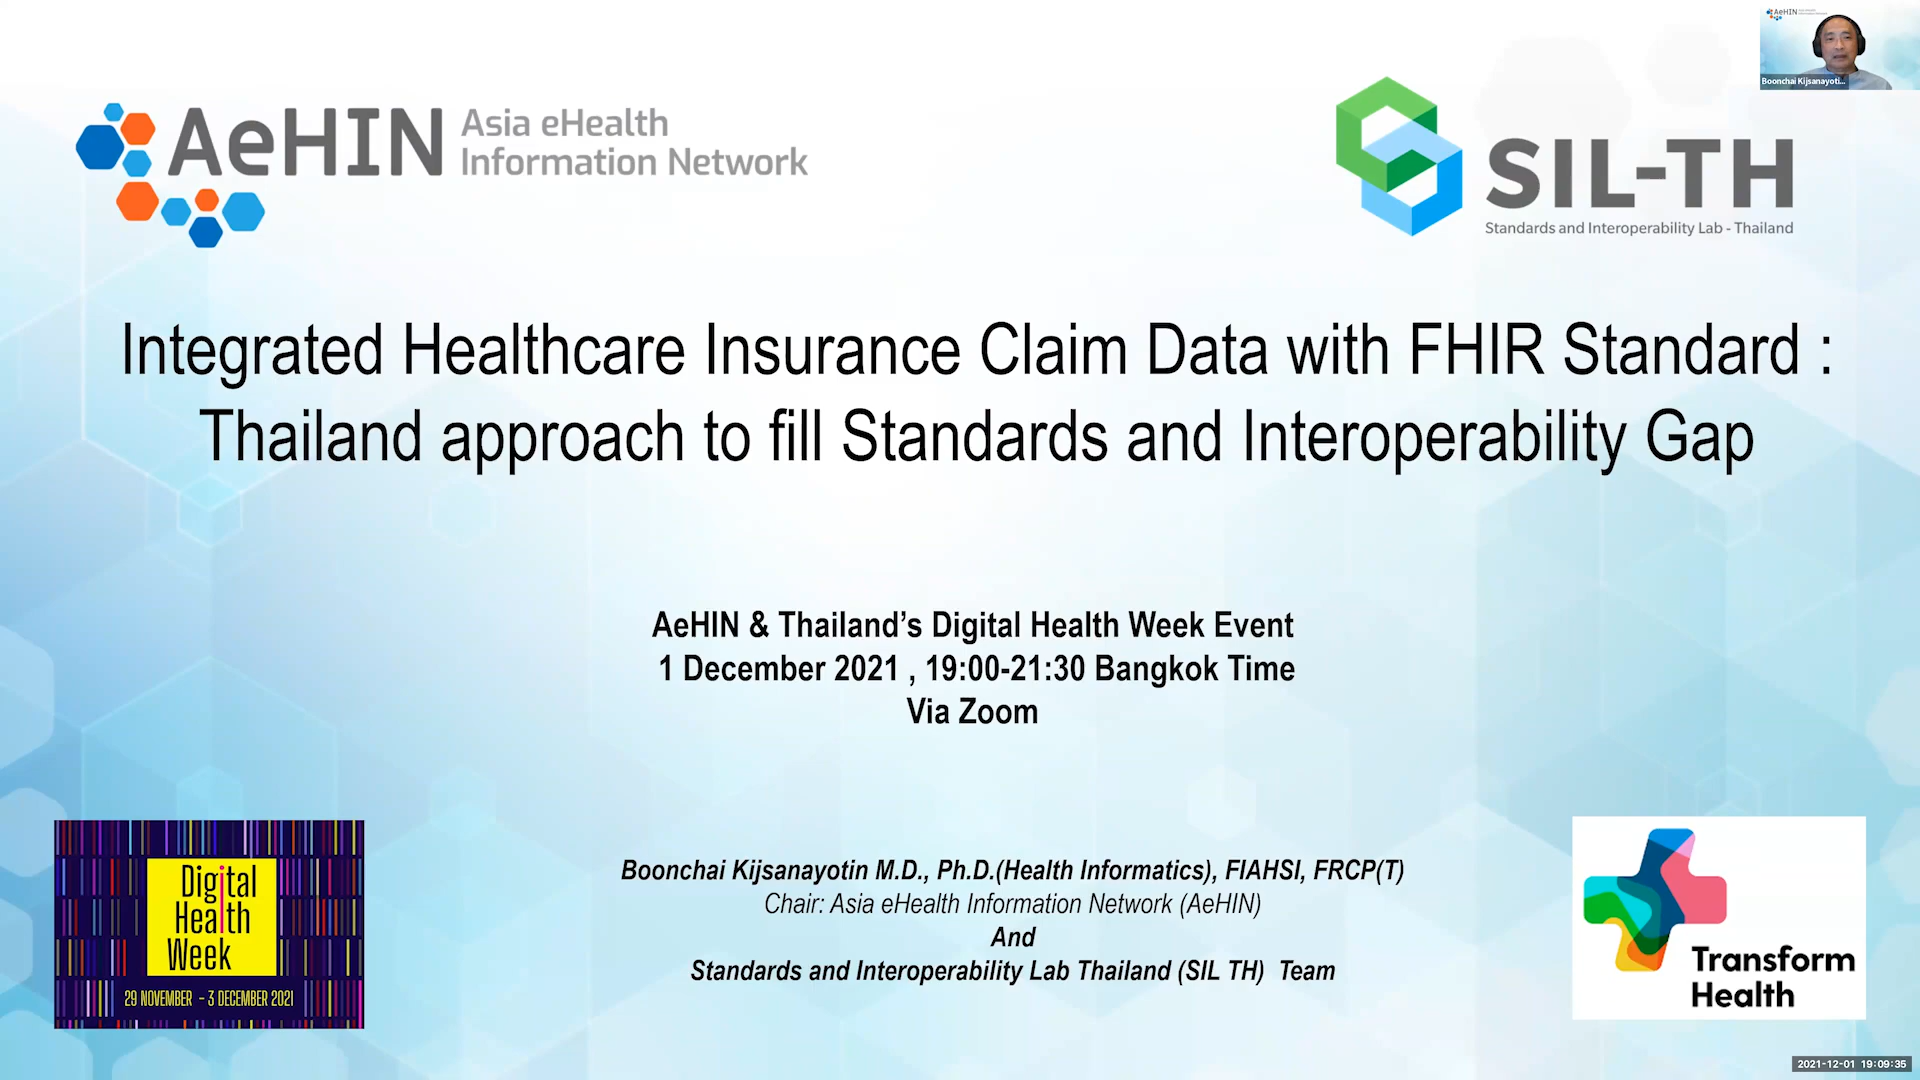 AeHIN
Boonchai Kijsanayoti...
AeHIN Asia eHealth
Information Network
SIL-TH
Standards and Interoperability Lab - Thailand
Integrated Healthcare Insurance Claim Data with FHIR Standard :
Thailand approach to fill Standards and Interoperability Gap
AeHIN & Thailand’s Digital Health Week Event
1 December 2021 , 19:00-21:30 Bangkok Time
Via Zoom
Boonchai Kijsanayotin M.D., Ph.D.(Health Informatics), FIAHSI, FRCP(T)
Chair: Asia eHealth Information Network (AeHIN)
And
Standards and Interoperability Lab Thailand (SIL TH) Team
Digital
Health
Week
29 NOVEMBER – 3 DECEMBER 2021
Transform
Health
2021-12-01 19:09:35